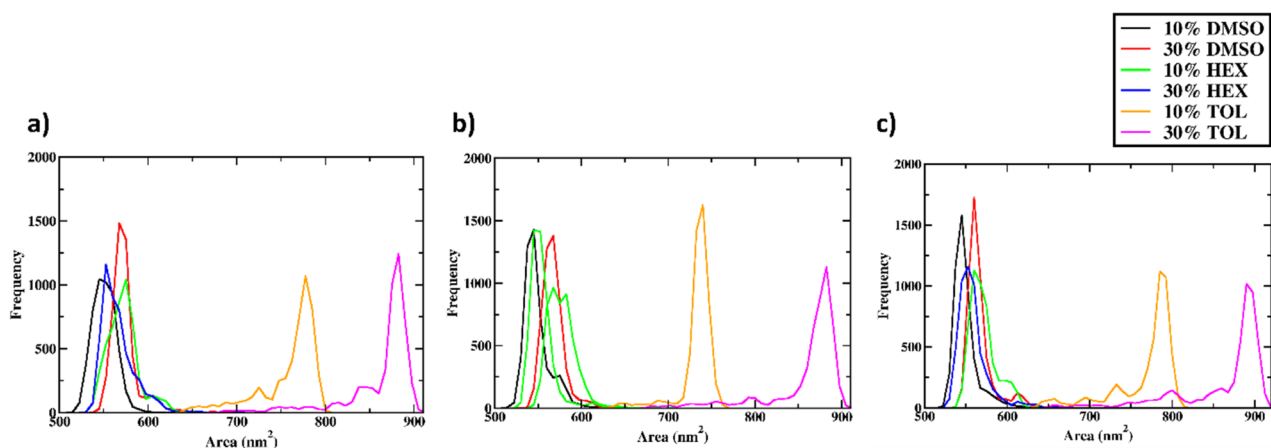 10% DMSO
30% DMSO
10% HEX
30% HEX
10% TOL
30% TOL
a)
2000
1500
1000
500
0
Frequency
500 600 700 800 900
Area (nm2)
b)
2000
1500
1000
500
0
Frequency
500 600 700 800 900
Area (nm2)
c)
2000
1500
1000
500
0
Frequency
500 600 700 800 900
Area (nm2)